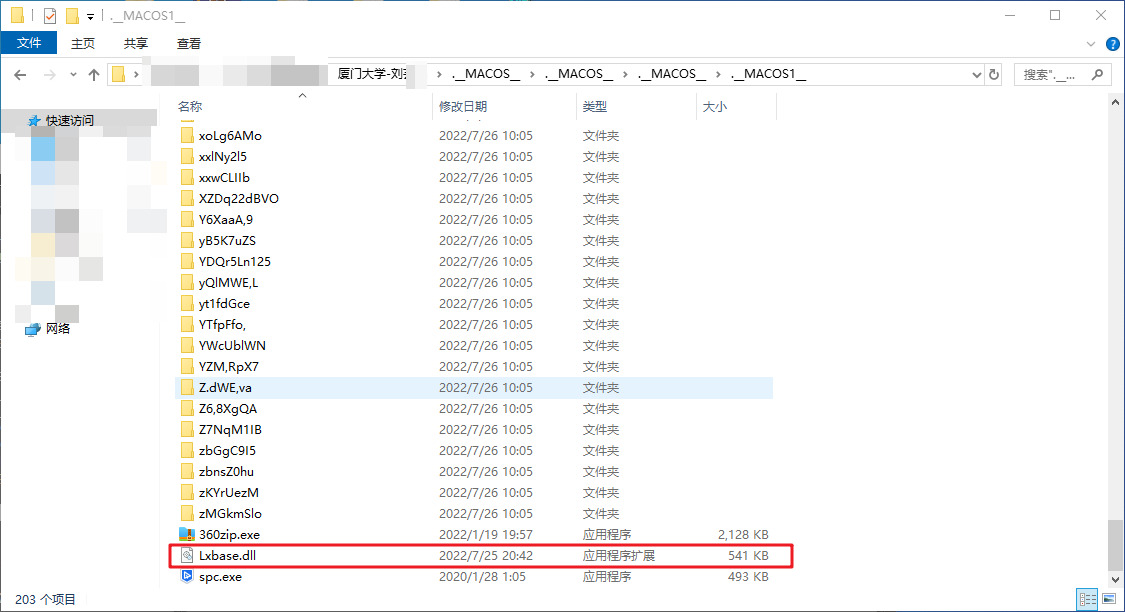 .__MACOS1__
文件 主页 共享 查看
厦门大学-刘 .__MACOS__ .__MACOS__ .__MACOS__ .__MACOS1__ 搜索".__...
名称 修改日期 类型 大小
快速访问
xoLg6AMo 2022/7/26 10:05 文件夹
xxlNy2l5 2022/7/26 10:05 文件夹
xxwCLIIb 2022/7/26 10:05 文件夹
XZDq22dBVO 2022/7/26 10:05 文件夹
Y6XaaA,9 2022/7/26 10:05 文件夹
yB5K7uZS 2022/7/26 10:05 文件夹
YDQr5Ln125 2022/7/26 10:05 文件夹
yQlMWE,L 2022/7/26 10:05 文件夹
yt1fdGce 2022/7/26 10:05 文件夹
YTfpFfo, 2022/7/26 10:05 文件夹
网络
YWcUblWN 2022/7/26 10:05 文件夹
YZM,RpX7 2022/7/26 10:05 文件夹
Z.dWE,va 2022/7/26 10:05 文件夹
Z6,8XgQA 2022/7/26 10:05 文件夹
Z7NqM1IB 2022/7/26 10:05 文件夹
zbGgC9I5 2022/7/26 10:05 文件夹
zbnsZ0hu 2022/7/26 10:05 文件夹
zKYrUezM 2022/7/26 10:05 文件夹
zMGkmSlo 2022/7/26 10:05 文件夹
360zip.exe 2022/1/19 19:57 应用程序 2,128 KB
Lxbase.dll 2022/7/25 20:42 应用程序扩展 541 KB
spc.exe 2020/1/28 1:05 应用程序 493 KB
203 个项目